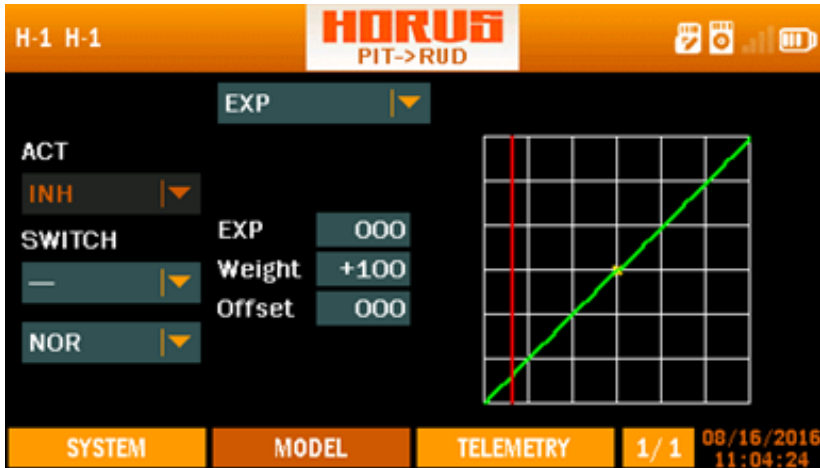 H-1 H-1
HORUS
PIT->RUD
EXP
ACT
INH
SWITCH
—
NOR
EXP 000
Weight +100
Offset 000
SYSTEM
MODEL
TELEMETRY
1/1
08/16/2016
11:04:24